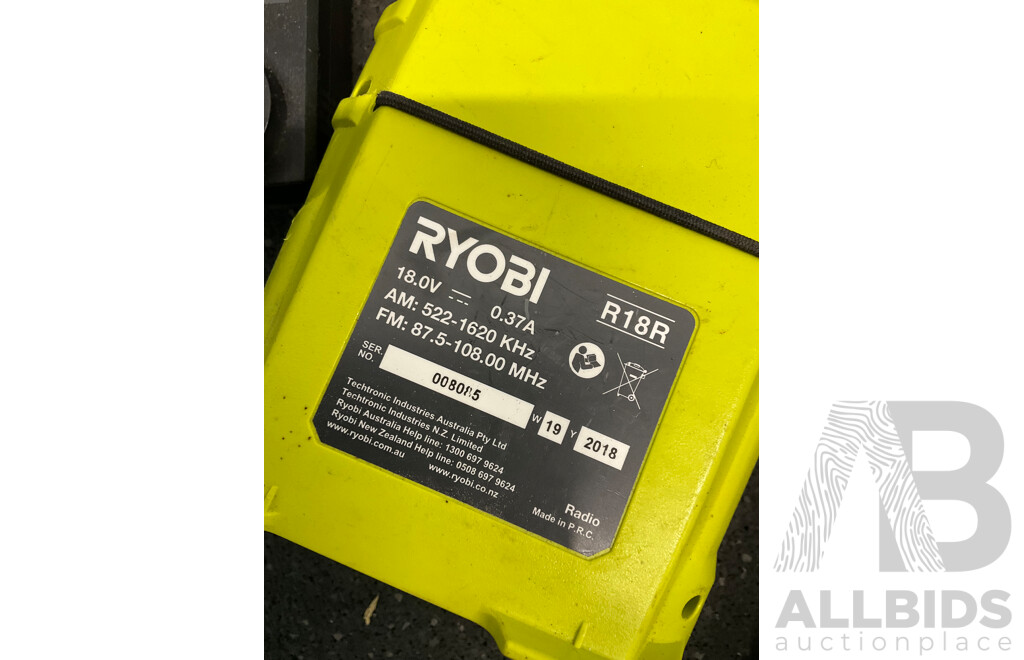 RYOBI
R18R
18.0V 0.37A
AM: 522-1620 KHz
FM: 87.5-108.00 MHz
SER. NO. 008085 W 19 Y 2018
Techtronic Industries Australia Pty Ltd
Techtronic Industries N.Z. Limited
Ryobi Australia Help line: 1300 697 9624
Ryobi New Zealand Help line: 0508 697 9624
www.ryobi.com.au www.ryobi.co.nz
Radio
Made in P.R.C.
AB
ALLBIDS
auctionplace